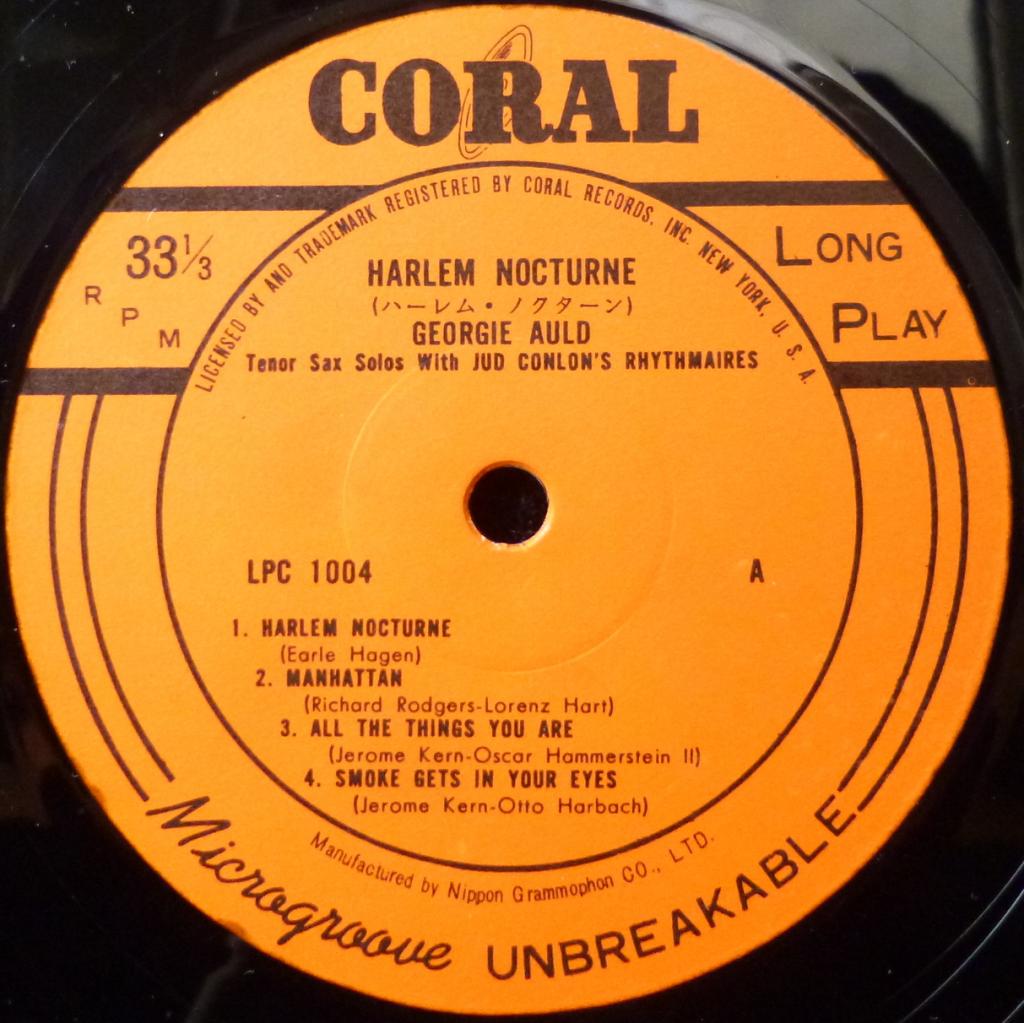 CORAL
LICENSED BY AND TRADEMARK REGISTERED BY CORAL RECORDS, INC. NEW YORK, U. S. A.
33⅓
RPM
LONG
PLAY
HARLEM NOCTURNE
(ハーレム・ノクターン)
GEORGIE AULD
Tenor Sax Solos With JUD CONLON'S RHYTHMAIRES
LPC 1004
A
1. HARLEM NOCTURNE
(Earle Hagen)
2. MANHATTAN
(Richard Rodgers-Lorenz Hart)
3. ALL THE THINGS YOU ARE
(Jerome Kern-Oscar Hammerstein II)
4. SMOKE GETS IN YOUR EYES
(Jerome Kern-Otto Harbach)
Manufactured by Nippon Grammophon CO., LTD.
Microgroove UNBREAKABLE